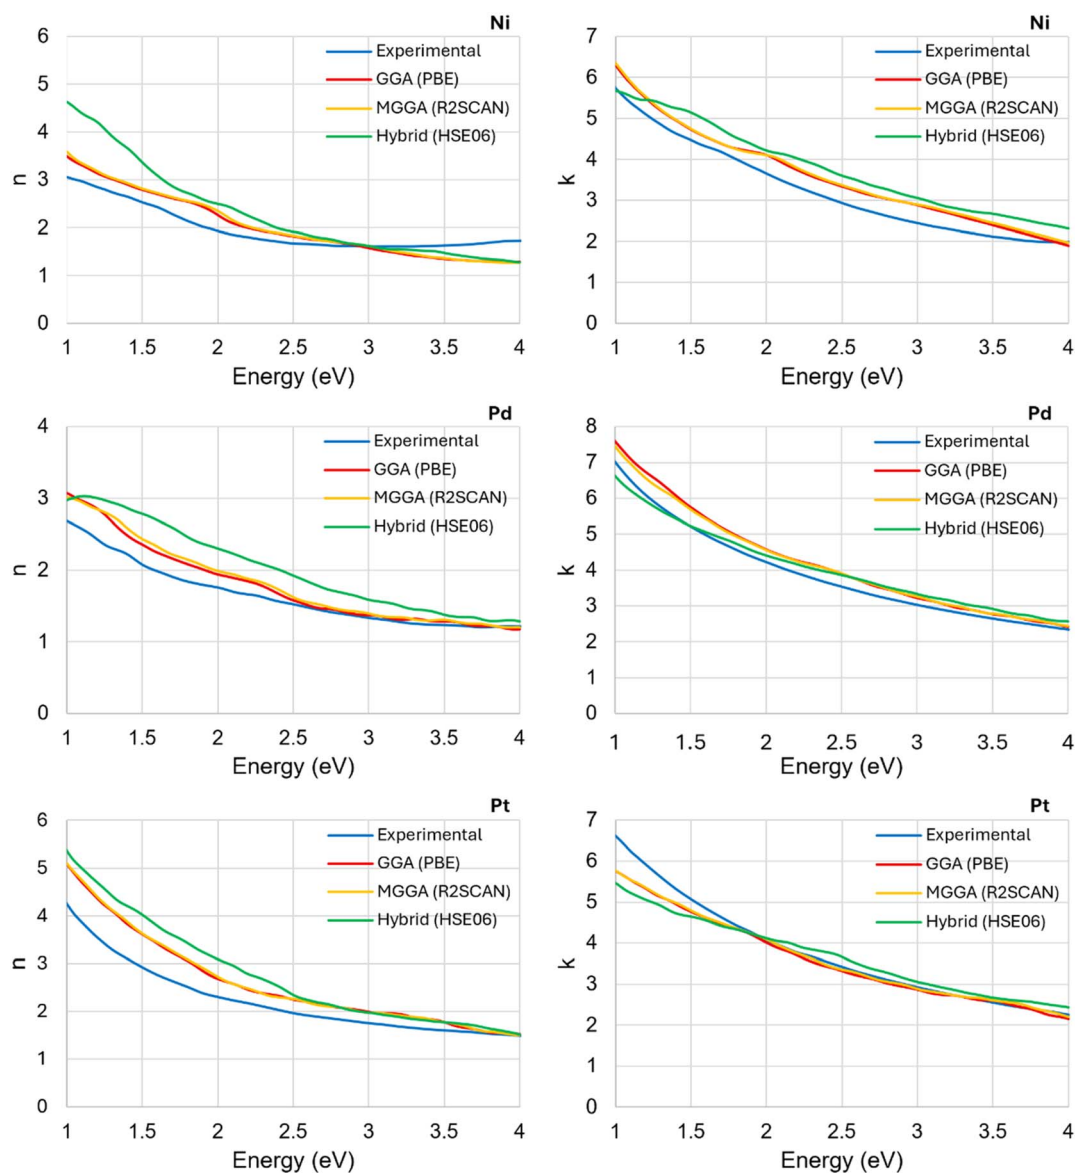 Ni
6
5
4
3
2
1
0
n
Experimental
GGA (PBE)
MGGA (R2SCAN)
Hybrid (HSE06)
1 1.5 2 2.5 3 3.5 4
Energy (eV)
Ni
7
6
5
4
3
2
1
0
k
Experimental
GGA (PBE)
MGGA (R2SCAN)
Hybrid (HSE06)
1 1.5 2 2.5 3 3.5 4
Energy (eV)
Pd
4
3
2
1
0
n
Experimental
GGA (PBE)
MGGA (R2SCAN)
Hybrid (HSE06)
1 1.5 2 2.5 3 3.5 4
Energy (eV)
Pd
8
7
6
5
4
3
2
1
0
k
Experimental
GGA (PBE)
MGGA (R2SCAN)
Hybrid (HSE06)
1 1.5 2 2.5 3 3.5 4
Energy (eV)
Pt
6
5
4
3
2
1
0
n
Experimental
GGA (PBE)
MGGA (R2SCAN)
Hybrid (HSE06)
1 1.5 2 2.5 3 3.5 4
Energy (eV)
Pt
7
6
5
4
3
2
1
0
k
Experimental
GGA (PBE)
MGGA (R2SCAN)
Hybrid (HSE06)
1 1.5 2 2.5 3 3.5 4
Energy (eV)